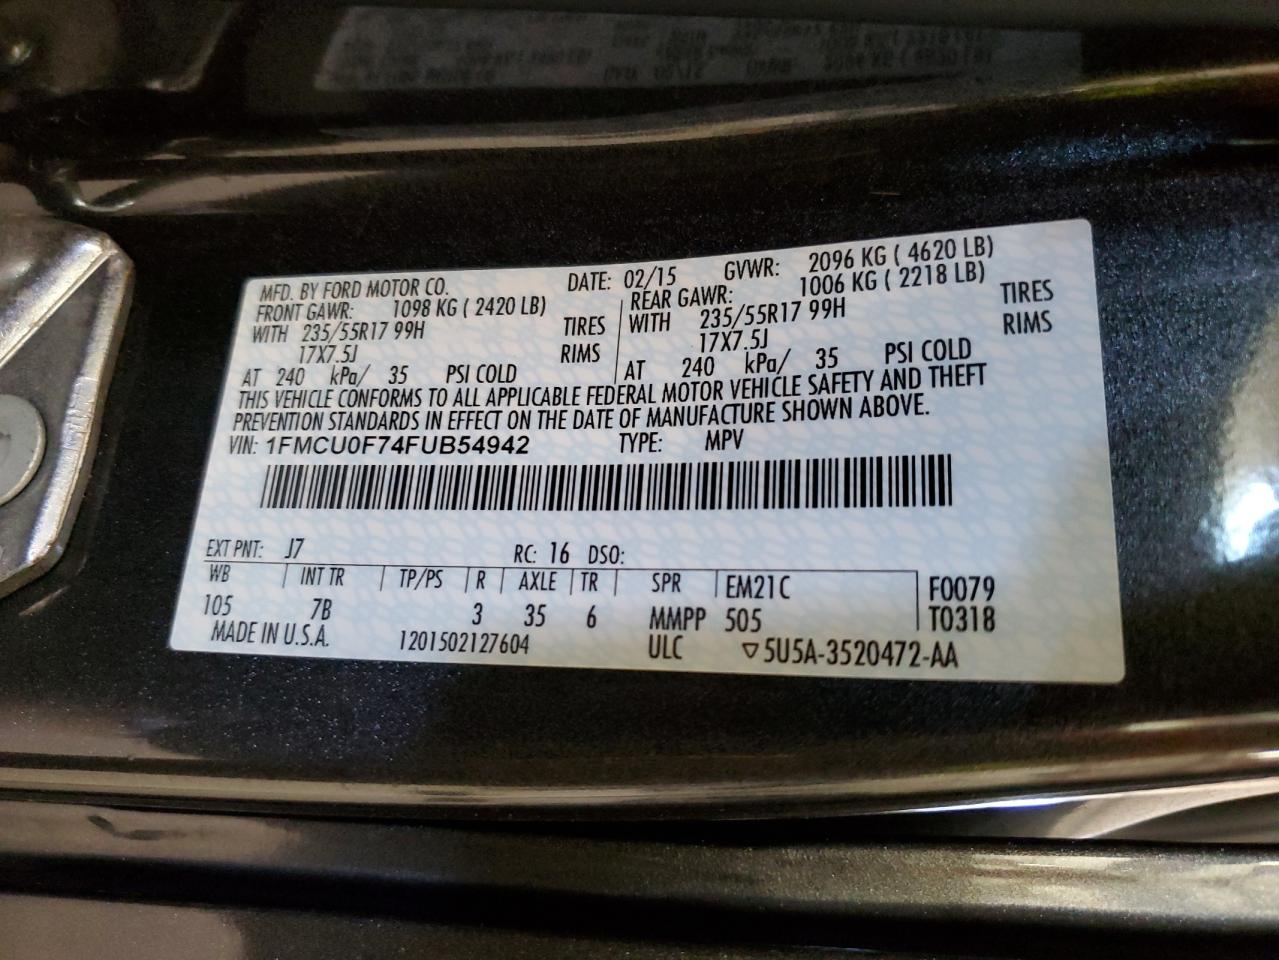 MFD. BY FORD MOTOR CO. DATE: 02/15 GVWR: 2096 KG ( 4620 LB)
FRONT GAWR: 1098 KG ( 2420 LB) REAR GAWR: 1006 KG ( 2218 LB)
WITH 235/55R17 99H TIRES WITH 235/55R17 99H TIRES
17X7.5J RIMS 17X7.5J RIMS
AT 240 kPa/ 35 PSI COLD AT 240 kPa/ 35 PSI COLD
THIS VEHICLE CONFORMS TO ALL APPLICABLE FEDERAL MOTOR VEHICLE SAFETY AND THEFT
PREVENTION STANDARDS IN EFFECT ON THE DATE OF MANUFACTURE SHOWN ABOVE.
VIN: 1FMCU0F74FUB54942 TYPE: MPV
EXT PNT: J7 RC: 16 DSO:
WB INT TR TP/PS R AXLE TR SPR EM21C F0079
105 7B 3 35 6 MMPP 505 T0318
MADE IN U.S.A. 1201502127604 ULC ▽5U5A-3520472-AA